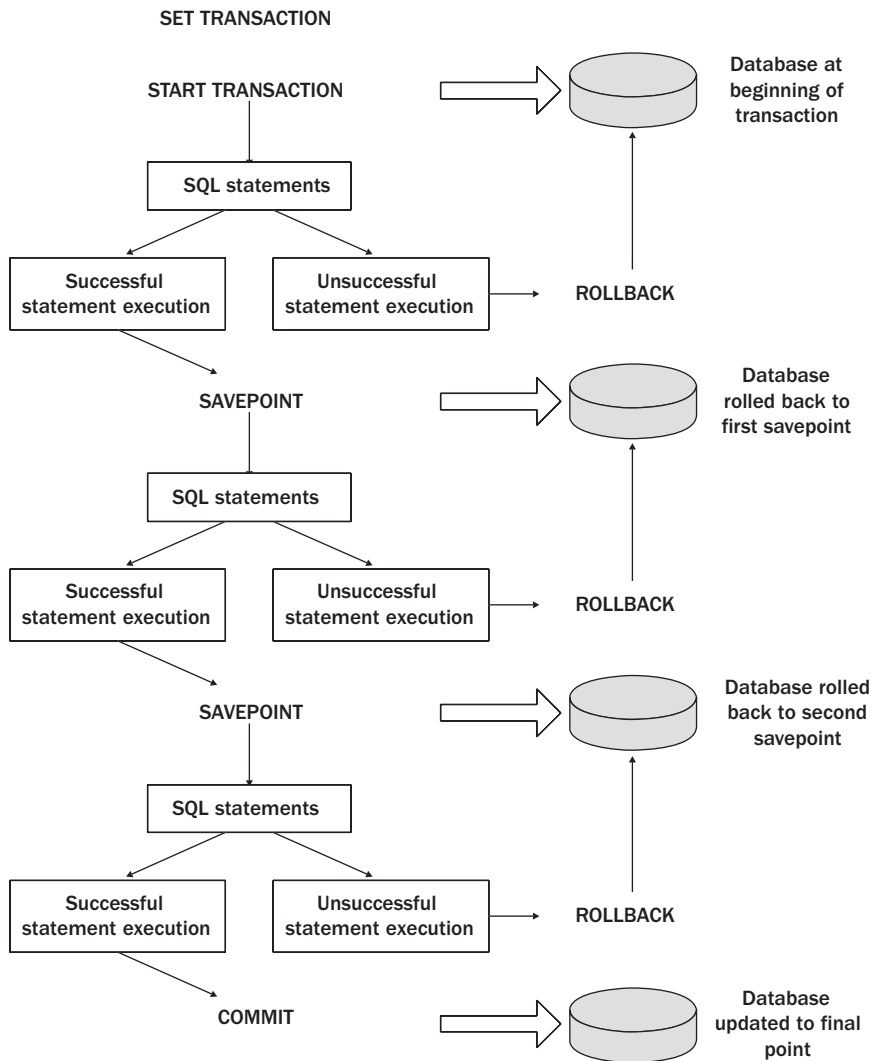 SET TRANSACTION
START TRANSACTION
Database at
beginning of
transaction
SQL statements
Successful
statement execution
Unsuccessful
statement execution
ROLLBACK
SAVEPOINT
Database
rolled back to
first savepoint
SQL statements
Successful
statement execution
Unsuccessful
statement execution
ROLLBACK
SAVEPOINT
Database rolled
back to second
savepoint
SQL statements
Successful
statement execution
Unsuccessful
statement execution
ROLLBACK
COMMIT
Database
updated to final
point